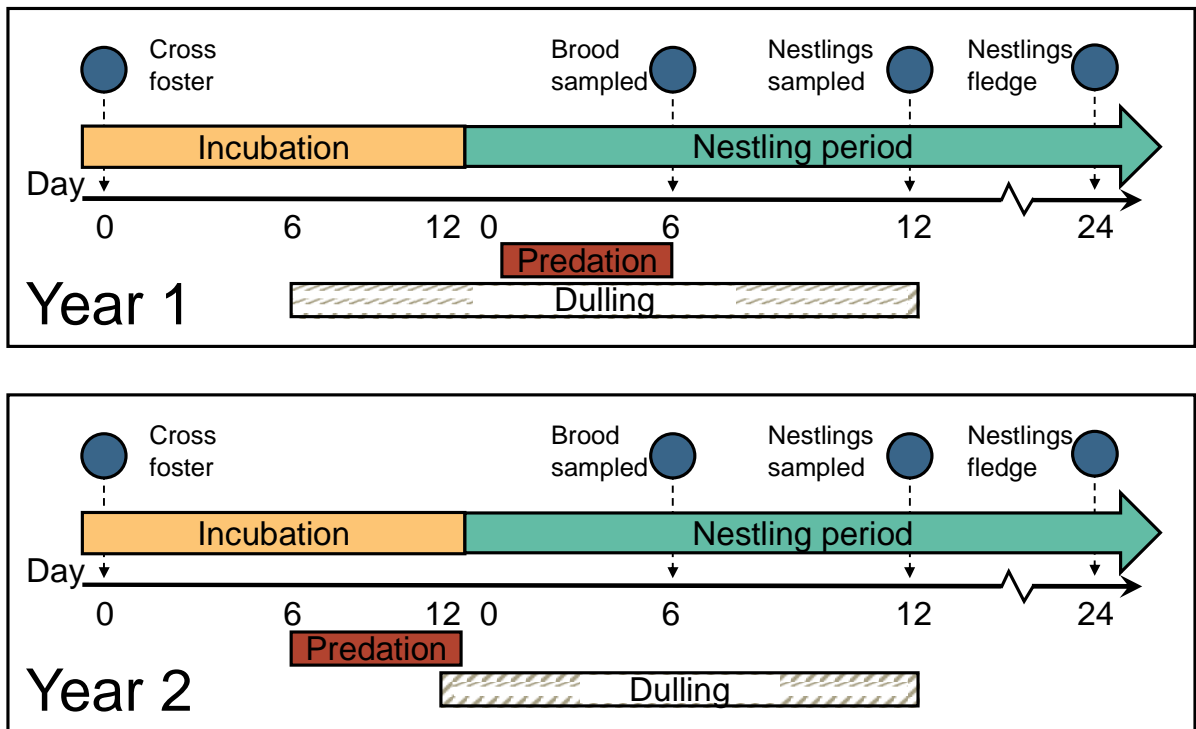 Cross Brood Nestlings Nestlings
foster sampled sampled fledge
Incubation Nestling period
Day
0 6 12 0 6 12 24
Predation
Dulling
Year 1
Cross Brood Nestlings Nestlings
foster sampled sampled fledge
Incubation Nestling period
Day
0 6 12 0 6 12 24
Predation
Dulling
Year 2